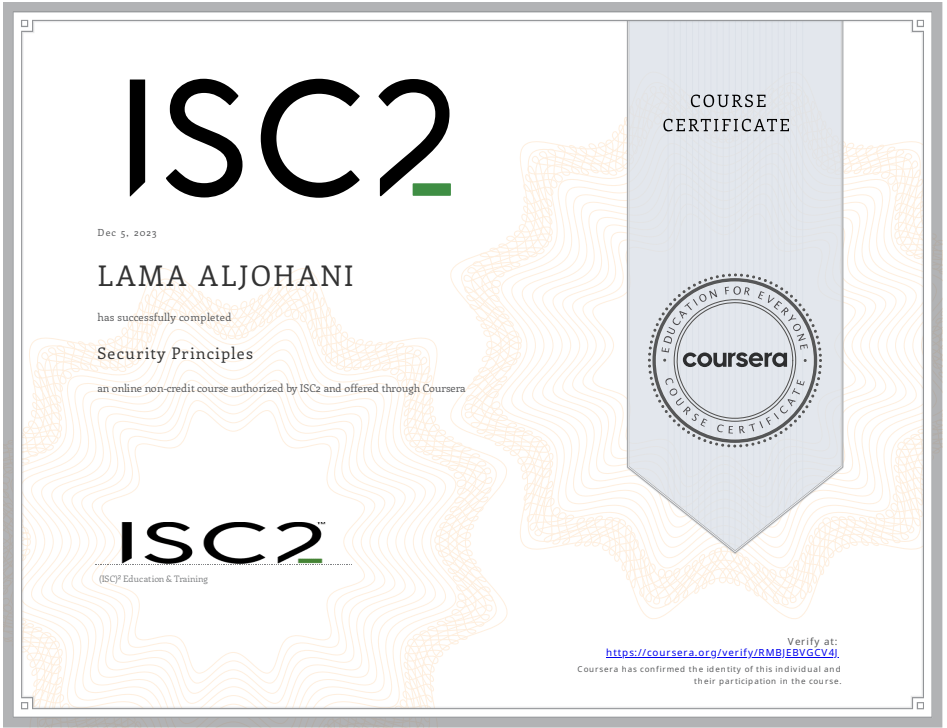 ISC2
COURSE
CERTIFICATE
Dec 5, 2023
LAMA ALJOHANI
has successfully completed
Security Principles
an online non-credit course authorized by ISC2 and offered through Coursera
EDUCATION FOR EVERYONE
coursera
COURSE CERTIFICATE
ISC2™
(ISC)² Education & Training
Verify at:
https://coursera.org/verify/RMBJEBVGCV4J
Coursera has confirmed the identity of this individual and
their participation in the course.